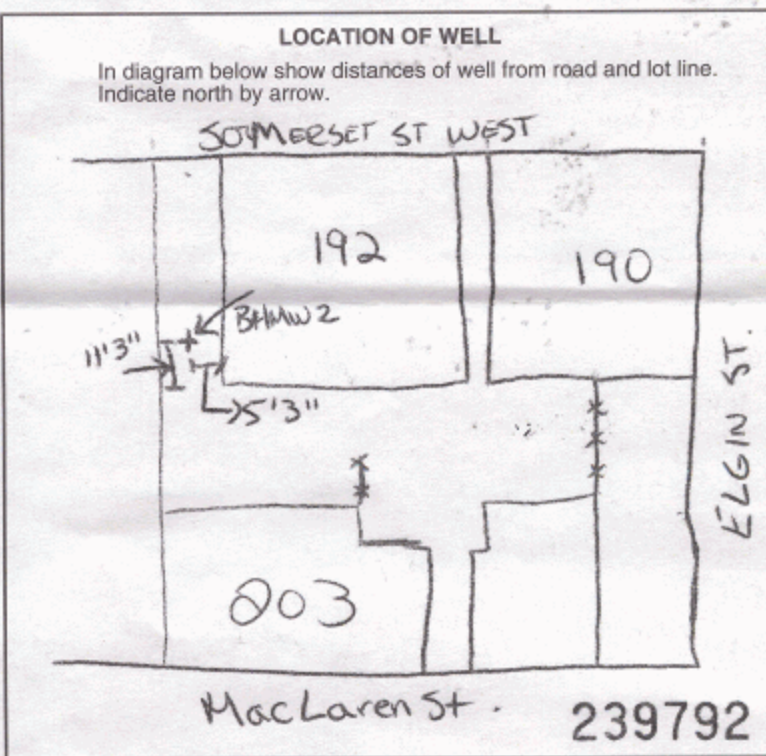 LOCATION OF WELL
In diagram below show distances of well from road and lot line.
Indicate north by arrow.
SOMERSET ST WEST
192
190
BHMW2
11'3"
5'3"
ELGIN ST.
203
MacLaren St.
239792